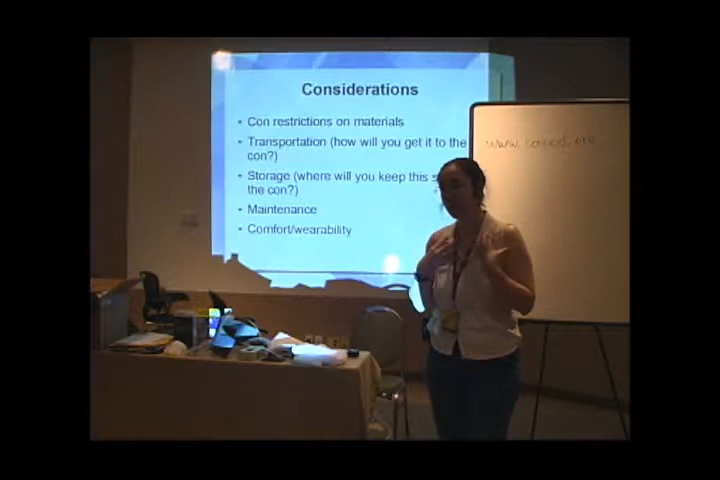 Considerations
• Con restrictions on materials
• Transportation (how will you get it to the
con?)
• Storage (where will you keep this
the con?)
• Maintenance
• Comfort/wearability
www.